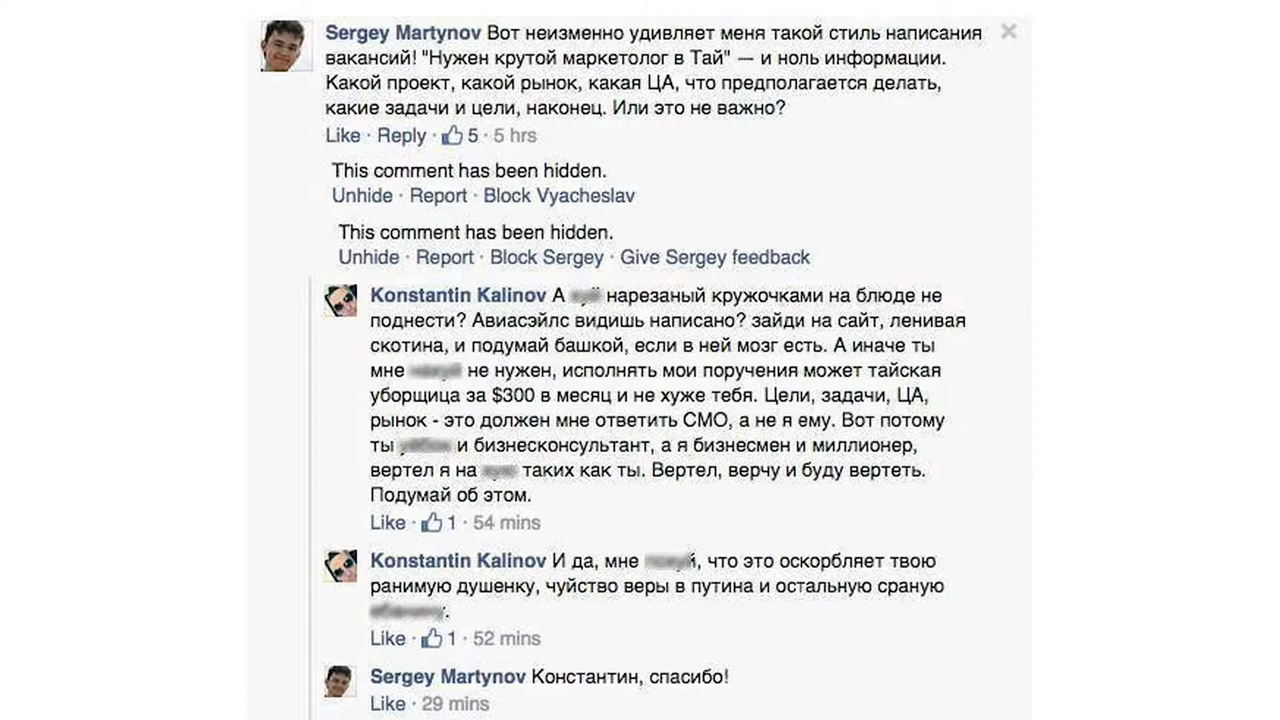 Sergey Martynov Вот неизменно удивляет меня такой стиль написания
вакансий! "Нужен крутой маркетолог в Тай" — и ноль информации.
Какой проект, какой рынок, какая ЦА, что предполагается делать,
какие задачи и цели, наконец. Или это не важно?
Like · Reply · 5 · 5 hrs
This comment has been hidden.
Unhide · Report · Block Vyacheslav
This comment has been hidden.
Unhide · Report · Block Sergey · Give Sergey feedback
Konstantin Kalinov А нарезаный кружочками на блюде не
поднести? Авиасэйлс видишь написано? зайди на сайт, ленивая
скотина, и подумай башкой, если в ней мозг есть. А иначе ты
мне не нужен, исполнять мои поручения может тайская
уборщица за $300 в месяц и не хуже тебя. Цели, задачи, ЦА,
рынок - это должен мне ответить СМО, а не я ему. Вот потому
ты и бизнесконсультант, а я бизнесмен и миллионер,
вертел я на таких как ты. Вертел, верчу и буду вертеть.
Подумай об этом.
Like · 1 · 54 mins
Konstantin Kalinov И да, мне , что это оскорбляет твою
ранимую душенку, чуйство веры в путина и остальную сраную
.
Like · 1 · 52 mins
Sergey Martynov Константин, спасибо!
Like · 29 mins